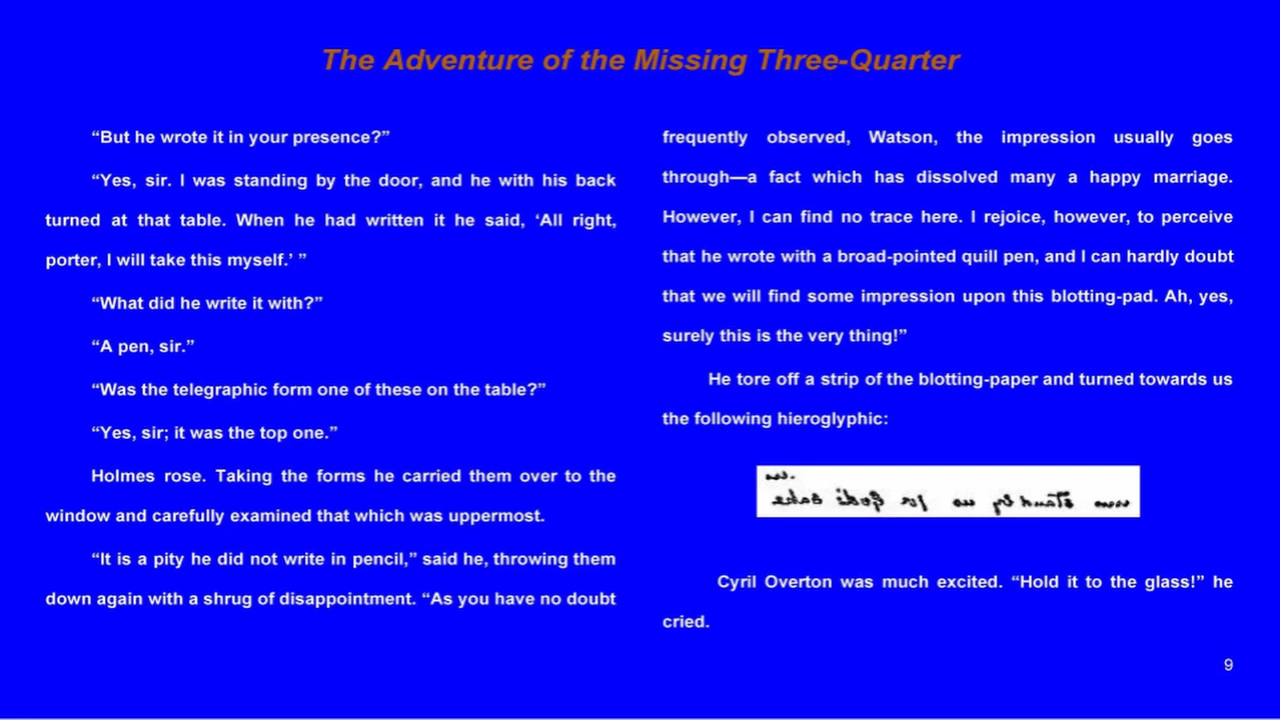 The Adventure of the Missing Three-Quarter
“But he wrote it in your presence?”
“Yes, sir. I was standing by the door, and he with his back
turned at that table. When he had written it he said, ‘All right,
porter, I will take this myself.’ ”
“What did he write it with?”
“A pen, sir.”
“Was the telegraphic form one of these on the table?”
“Yes, sir; it was the top one.”
Holmes rose. Taking the forms he carried them over to the
window and carefully examined that which was uppermost.
“It is a pity he did not write in pencil,” said he, throwing them
down again with a shrug of disappointment. “As you have no doubt
frequently observed, Watson, the impression usually goes
through—a fact which has dissolved many a happy marriage.
However, I can find no trace here. I rejoice, however, to perceive
that he wrote with a broad-pointed quill pen, and I can hardly doubt
that we will find some impression upon this blotting-pad. Ah, yes,
surely this is the very thing!”
He tore off a strip of the blotting-paper and turned towards us
the following hieroglyphic:
Stand by us for Gods sake
Cyril Overton was much excited. “Hold it to the glass!” he
cried.
9